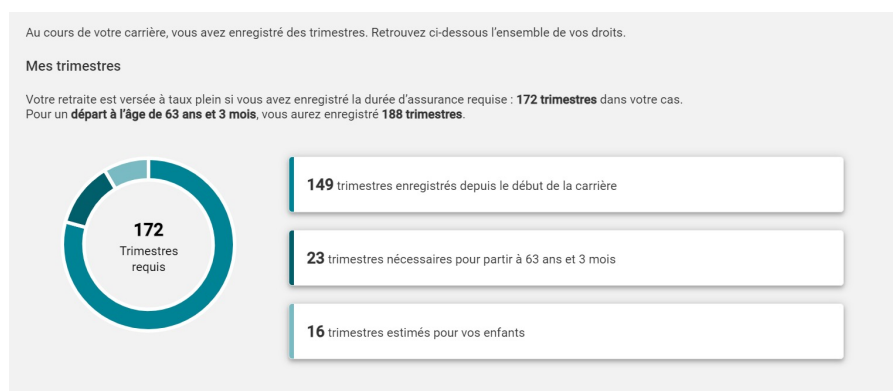 Au cours de votre carrière, vous avez enregistré des trimestres. Retrouvez ci-dessous l'ensemble de vos droits.
Mes trimestres
Votre retraite est versée à taux plein si vous avez enregistré la durée d'assurance requise : 172 trimestres dans votre cas.
Pour un départ à l'âge de 63 ans et 3 mois, vous aurez enregistré 188 trimestres.
172
Trimestres
requis
149 trimestres enregistrés depuis le début de la carrière
23 trimestres nécessaires pour partir à 63 ans et 3 mois
16 trimestres estimés pour vos enfants